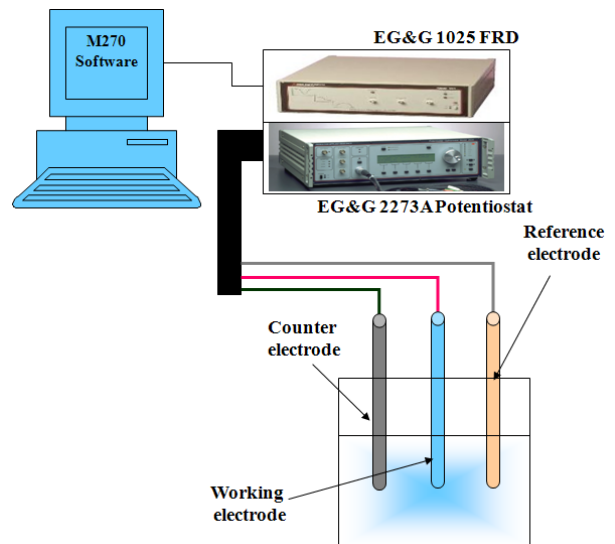 EG&G 1025 FRD
M270
Software
EG&G 2273A Potentiostat
Reference
electrode
Counter
electrode
Working
electrode